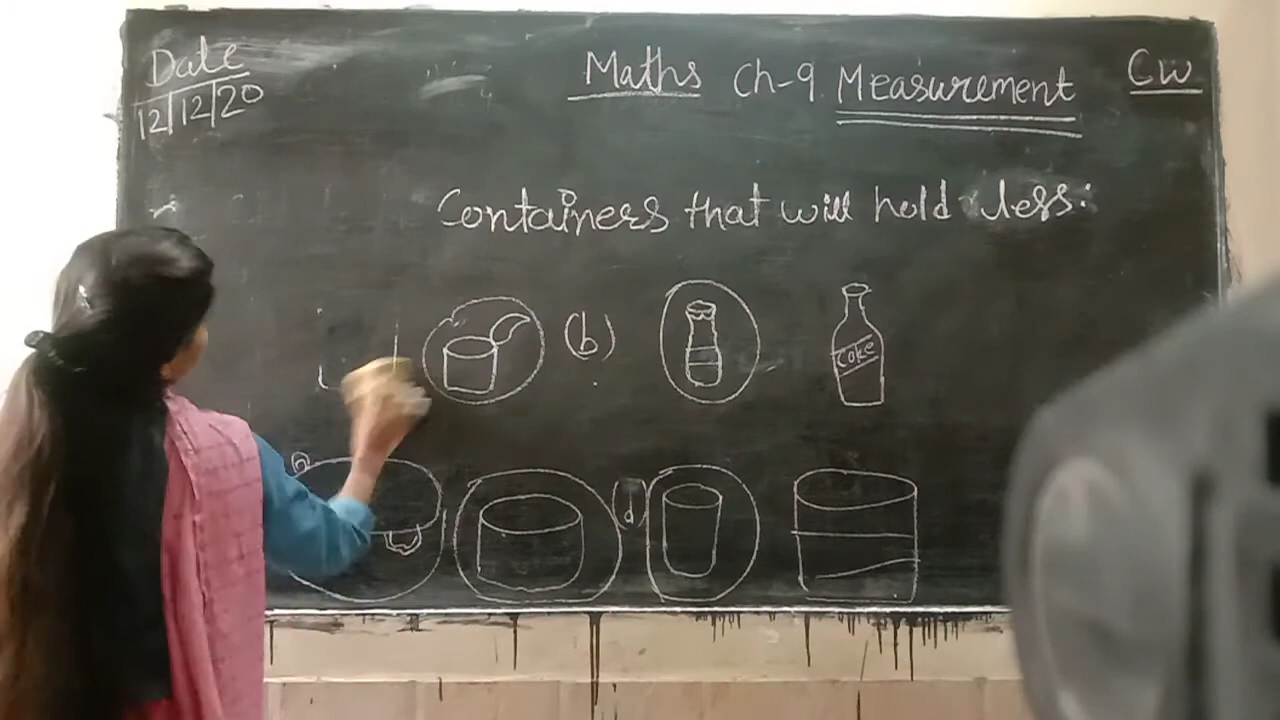 Date
12/12/20
Maths Ch-9 Measurement
CW
Containers that will hold less:
(b)
Coke
(d)